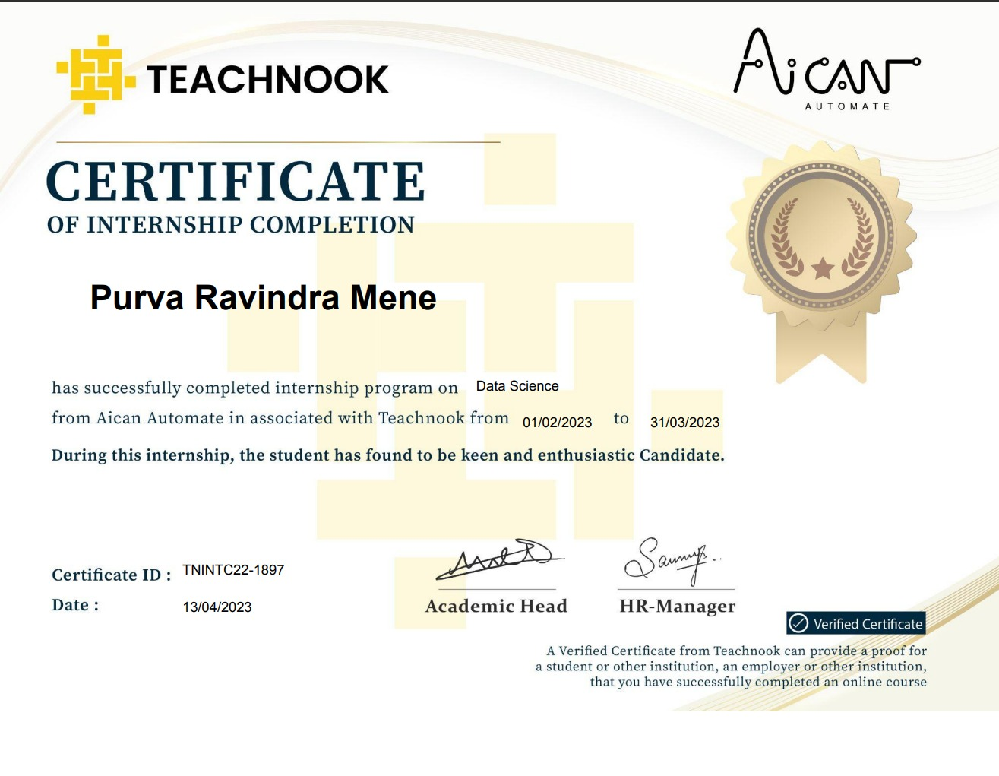 TEACHNOOK
AiCAN
AUTOMATE
CERTIFICATE
OF INTERNSHIP COMPLETION
Purva Ravindra Mene
has successfully completed internship program on Data Science
from Aican Automate in associated with Teachnook from 01/02/2023 to 31/03/2023
During this internship, the student has found to be keen and enthusiastic Candidate.
Certificate ID : TNINTC22-1897
Date : 13/04/2023
Academic Head
HR-Manager
Verified Certificate
A Verified Certificate from Teachnook can provide a proof for
a student or other institution, an employer or other institution,
that you have successfully completed an online course